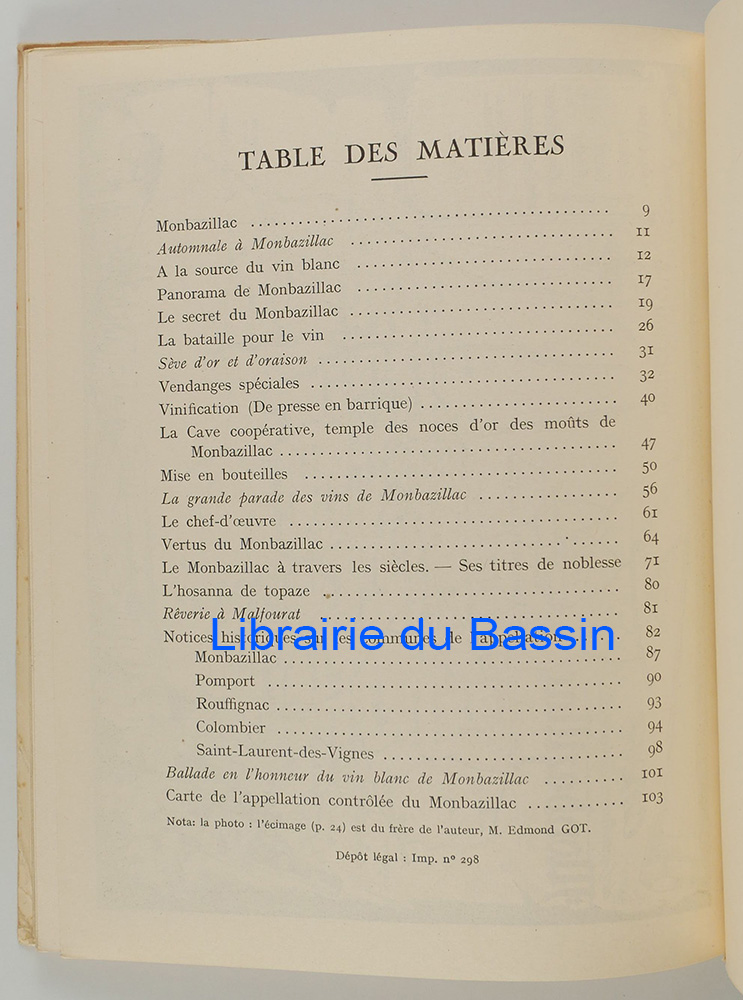 TABLE DES MATIÈRES
Monbazillac .......... 9
Automnale à Monbazillac .......... 11
A la source du vin blanc .......... 12
Panorama de Monbazillac .......... 17
Le secret du Monbazillac .......... 19
La bataille pour le vin .......... 26
Sève d'or et d'oraison .......... 31
Vendanges spéciales .......... 32
Vinification (De presse en barrique) .......... 40
La Cave coopérative, temple des noces d'or des moûts de
Monbazillac .......... 47
Mise en bouteilles .......... 50
La grande parade des vins de Monbazillac .......... 56
Le chef-d'œuvre .......... 61
Vertus du Monbazillac .......... 64
Le Monbazillac à travers les siècles. — Ses titres de noblesse 71
L'hosanna de topaze .......... 80
Rêverie à Malfourat .......... 81
Librairie du Bassin
Notices historiques sur les communes de l'appellation .......... 82
Monbazillac .......... 87
Pomport .......... 90
Rouffignac .......... 93
Colombier .......... 94
Saint-Laurent-des-Vignes .......... 98
Ballade en l'honneur du vin blanc de Monbazillac .......... 101
Carte de l'appellation contrôlée du Monbazillac .......... 103
Nota: la photo : l'écimage (p. 24) est du frère de l'auteur, M. Edmond GOT.
Dépôt légal : Imp. nº 298